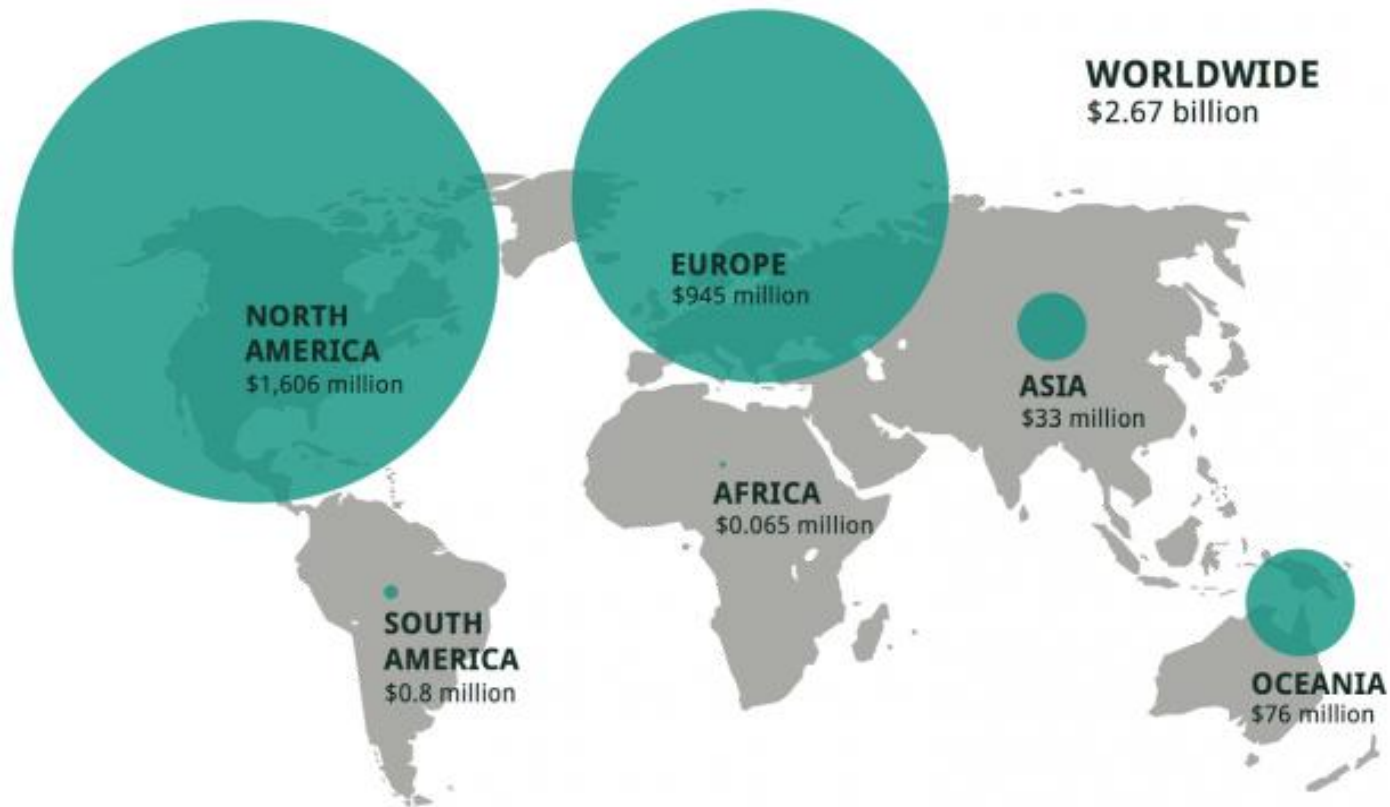 WORLDWIDE
$2.67 billion
NORTH
AMERICA
$1,606 million
EUROPE
$945 million
ASIA
$33 million
AFRICA
$0.065 million
SOUTH
AMERICA
$0.8 million
OCEANIA
$76 million